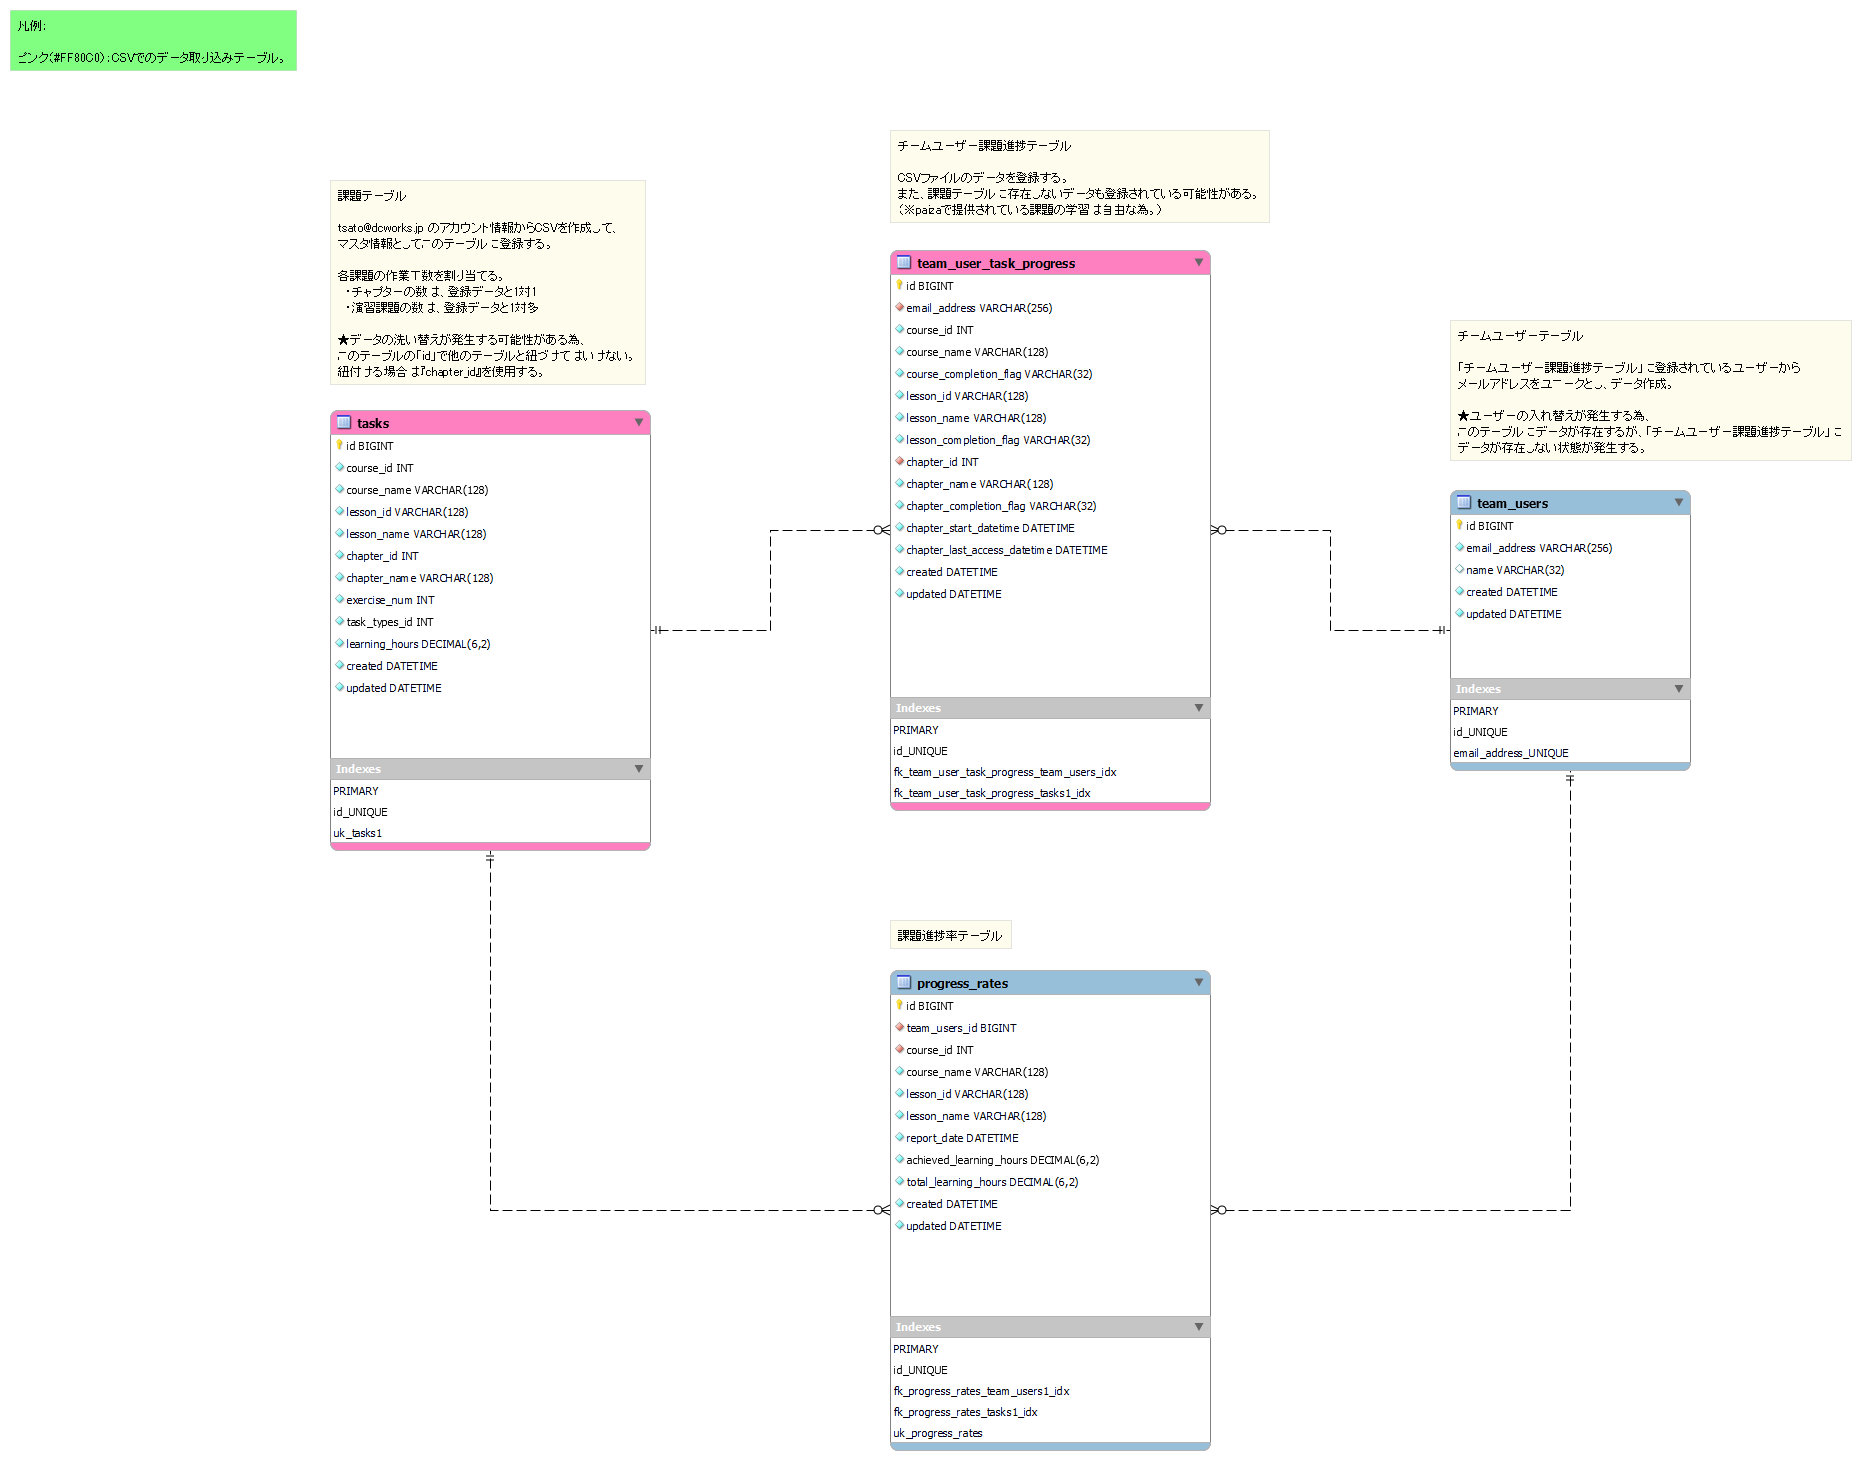 凡例：
ピンク(#FF80C0)：CSVでのデータ取り込みテーブル。
チームユーザー課題進捗テーブル
CSVファイルのデータを登録する。
また、課題テーブルに存在しないデータも登録されている可能性がある。
(※paizaで提供されている課題の学習は自由な為。)
課題テーブル
tsato@dcworks.jp のアカウント情報からCSVを作成して、
マスタ情報としてこのテーブルに登録する。
各課題の作業工数を割り当てる。
・チャプターの数は、登録データと1対1
・演習課題の数は、登録データと1対多
★データの洗い替えが発生する可能性がある為、
このテーブルの「id」で他のテーブルと紐づけてはいけない。
紐付ける場合は『chapter_id』を使用する。
チームユーザーテーブル
「チームユーザー課題進捗テーブル」に登録されているユーザーから
メールアドレスをユニークとし、データ作成。
★ユーザーの入れ替えが発生する為、
このテーブルにデータが存在するが、「チームユーザー課題進捗テーブル」に
データが存在しない状態が発生する。
team_user_task_progress
id BIGINT
email_address VARCHAR(256)
course_id INT
course_name VARCHAR(128)
course_completion_flag VARCHAR(32)
lesson_id VARCHAR(128)
lesson_name VARCHAR(128)
lesson_completion_flag VARCHAR(32)
chapter_id INT
chapter_name VARCHAR(128)
chapter_completion_flag VARCHAR(32)
chapter_start_datetime DATETIME
chapter_last_access_datetime DATETIME
created DATETIME
updated DATETIME
Indexes
PRIMARY
id_UNIQUE
fk_team_user_task_progress_team_users_idx
fk_team_user_task_progress_tasks1_idx
tasks
id BIGINT
course_id INT
course_name VARCHAR(128)
lesson_id VARCHAR(128)
lesson_name VARCHAR(128)
chapter_id INT
chapter_name VARCHAR(128)
exercise_num INT
task_types_id INT
learning_hours DECIMAL(6,2)
created DATETIME
updated DATETIME
Indexes
PRIMARY
id_UNIQUE
uk_tasks1
team_users
id BIGINT
email_address VARCHAR(256)
name VARCHAR(32)
created DATETIME
updated DATETIME
Indexes
PRIMARY
id_UNIQUE
email_address_UNIQUE
課題進捗率テーブル
progress_rates
id BIGINT
team_users_id BIGINT
course_id INT
course_name VARCHAR(128)
lesson_id VARCHAR(128)
lesson_name VARCHAR(128)
report_date DATETIME
achieved_learning_hours DECIMAL(6,2)
total_learning_hours DECIMAL(6,2)
created DATETIME
updated DATETIME
Indexes
PRIMARY
id_UNIQUE
fk_progress_rates_team_users1_idx
fk_progress_rates_tasks1_idx
uk_progress_rates